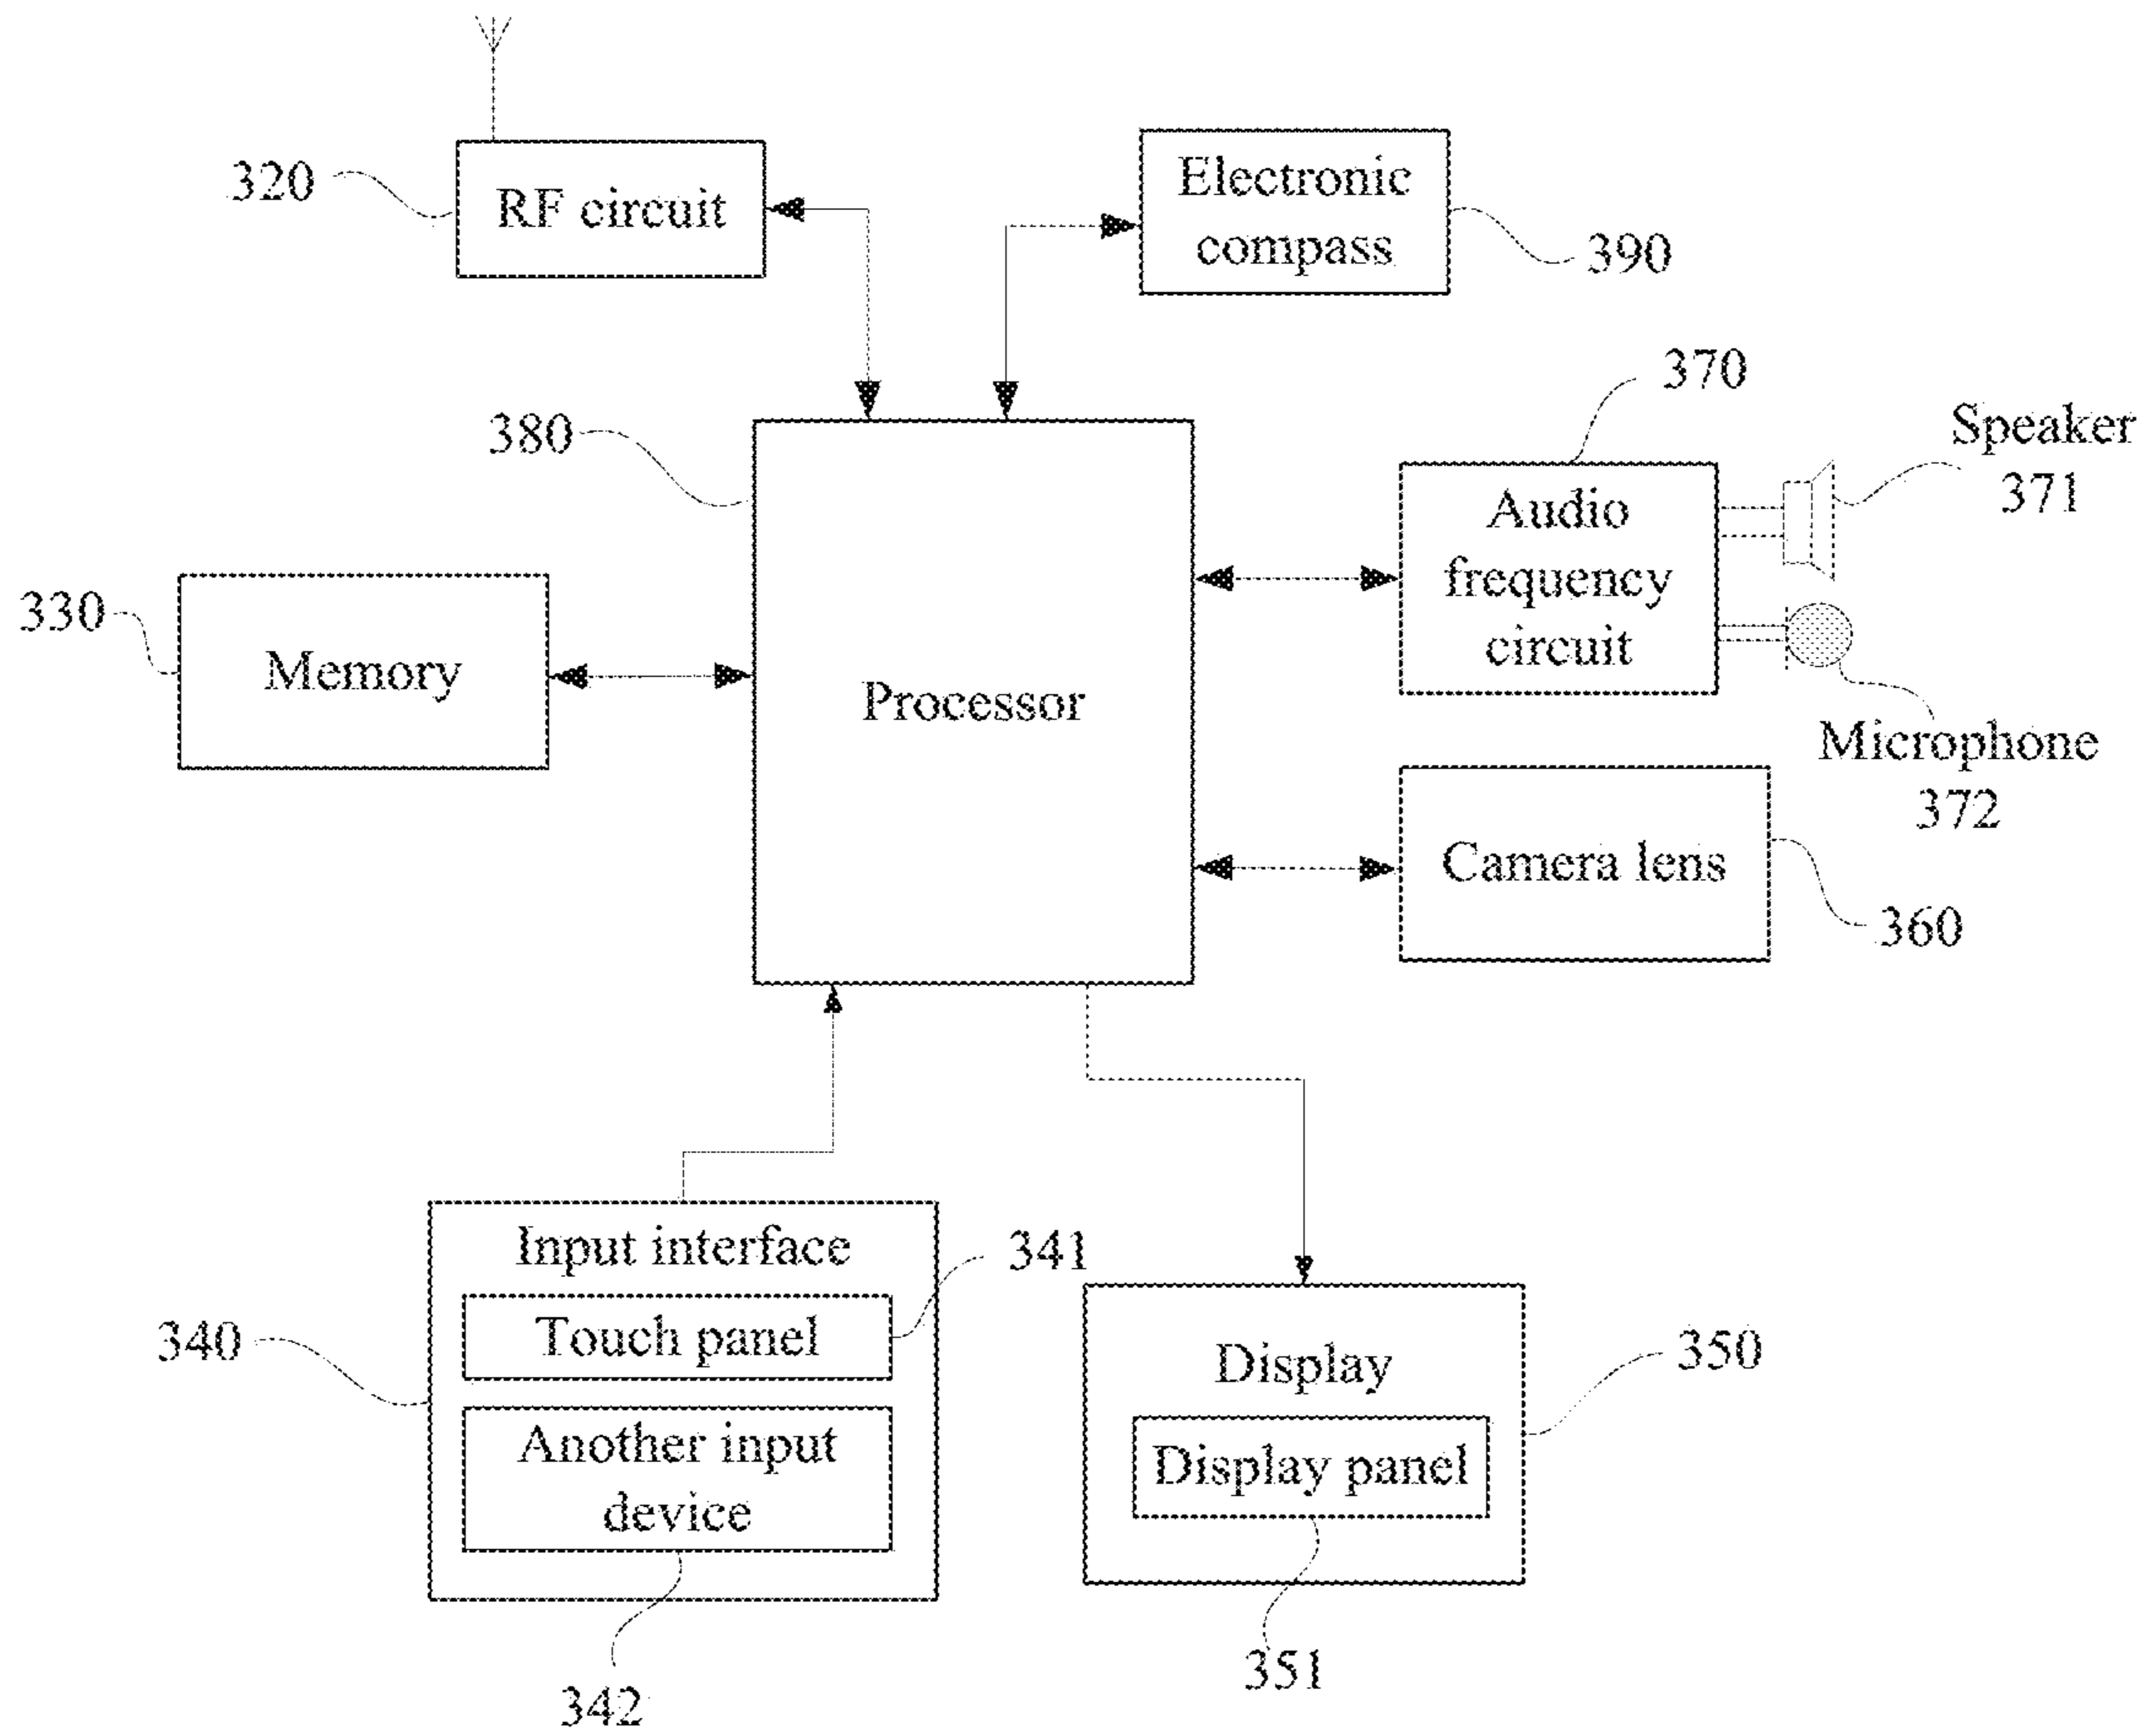 320
RF circuit
Electronic
compass
390
380
370
Speaker
371
Audio
frequency
circuit
330
Memory
Processor
Microphone
372
Camera lens
360
Input interface
341
Touch panel
340
Another input
device
342
Display
350
Display panel
351